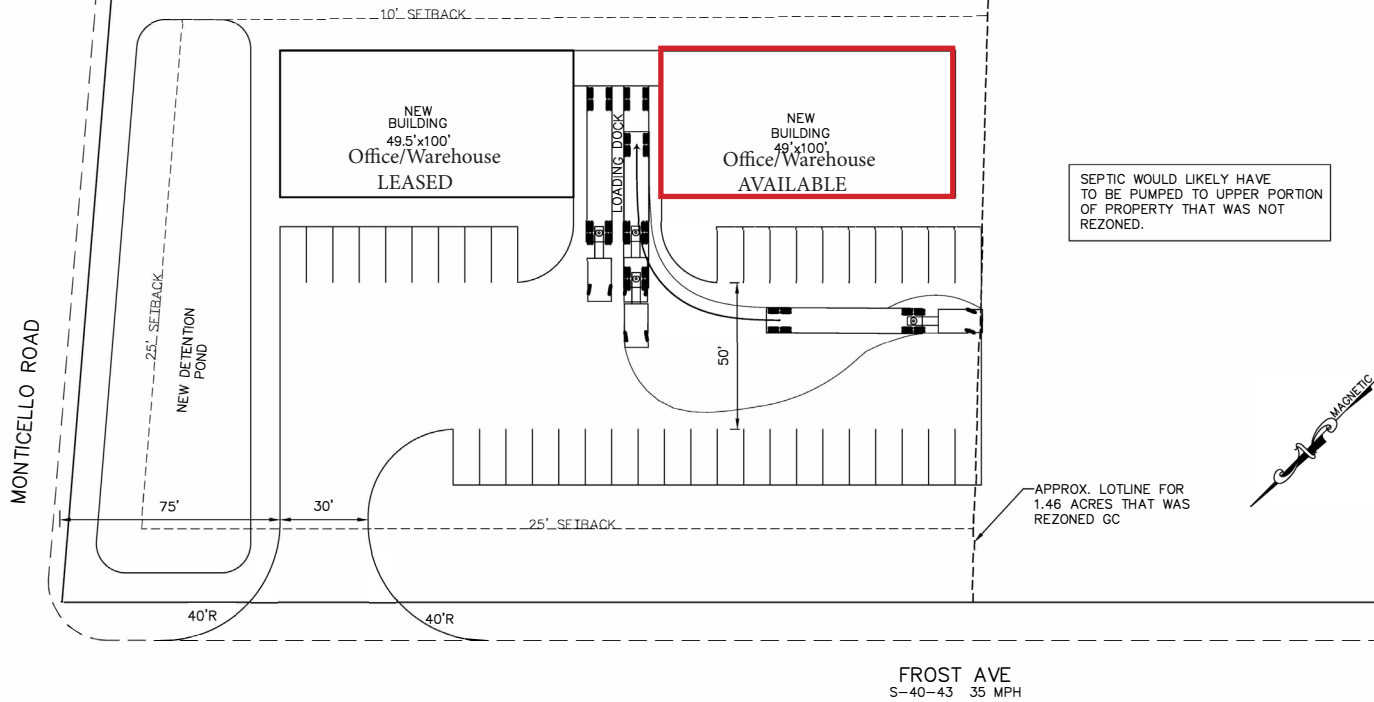 10' SETBACK
NEW
BUILDING
49.5'x100'
Office/Warehouse
LEASED
LOADING DOCK
NEW
BUILDING
49'x100'
Office/Warehouse
AVAILABLE
SEPTIC WOULD LIKELY HAVE
TO BE PUMPED TO UPPER PORTION
OF PROPERTY THAT WAS NOT
REZONED.
MONTICELLO ROAD
25' SETBACK
NEW DETENTION
POND
50'
MAGNETIC
75'
30'
25' SETBACK
APPROX. LOTLINE FOR
1.46 ACRES THAT WAS
REZONED GC
40'R
40'R
FROST AVE
S-40-43 35 MPH